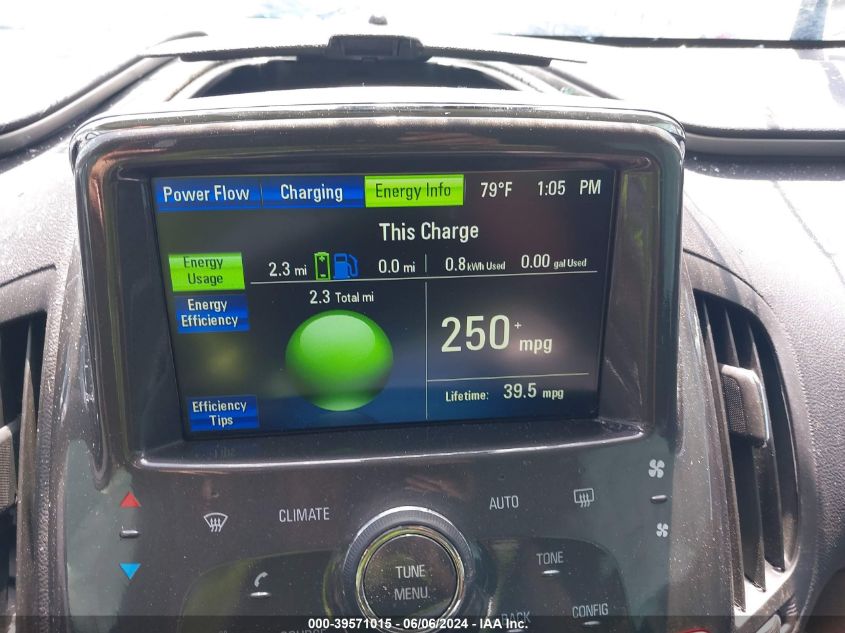 Power Flow Charging Energy Info 79°F 1:05 PM
This Charge
Energy
Usage
2.3 mi 0.0 mi 0.8 kWh Used 0.00 gal Used
2.3 Total mi
Energy
Efficiency
250+ mpg
Lifetime: 39.5 mpg
Efficiency
Tips
CLIMATE AUTO
TUNE
MENU
TONE
BACK CONFIG
000-39571015 - 06/06/2024 - IAA Inc.